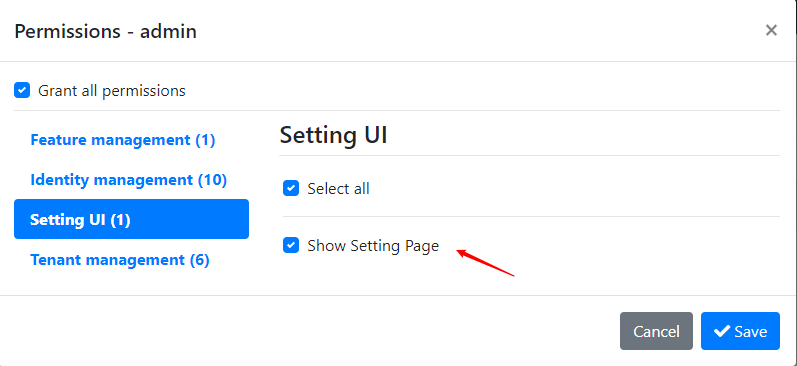 Permissions - admin
×
Grant all permissions
Feature management (1)
Identity management (10)
Setting UI (1)
Tenant management (6)
Setting UI
Select all
Show Setting Page
Cancel
Save